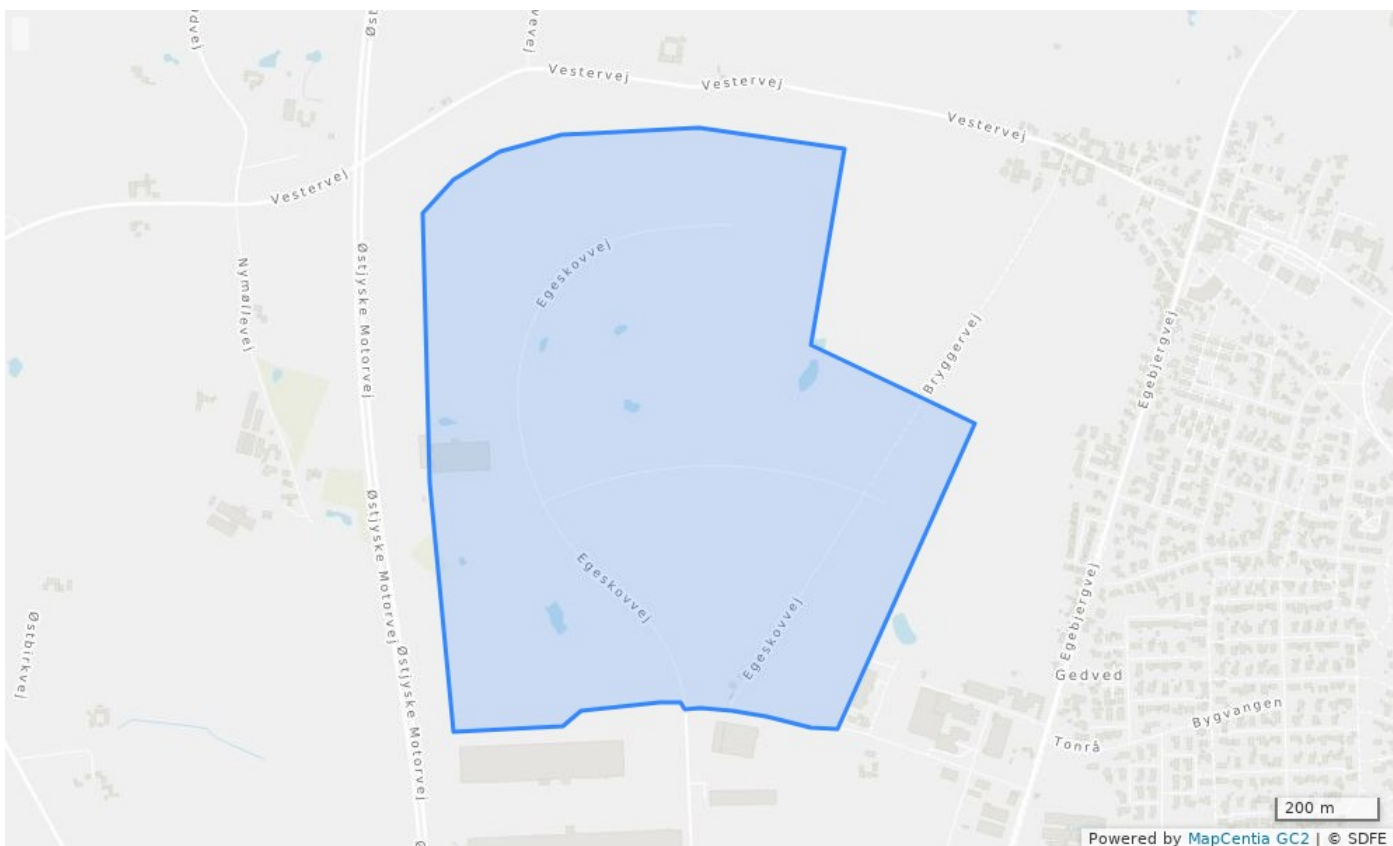 Vestervej
Vestervej
Vestervej
Vestervej
Østjyske Motorvej
Nymøllevej
Egeskovvej
Bryggervej
Egebjergvej
Østjyske Motorvej
Egeskovvej
Egeskovvej
Egebjergvej
Østbirkvej
Østjyske Motorvej
Gedved
Bygvangen
Tonrå
200 m
Powered by MapCentia GC2 | © SDFE